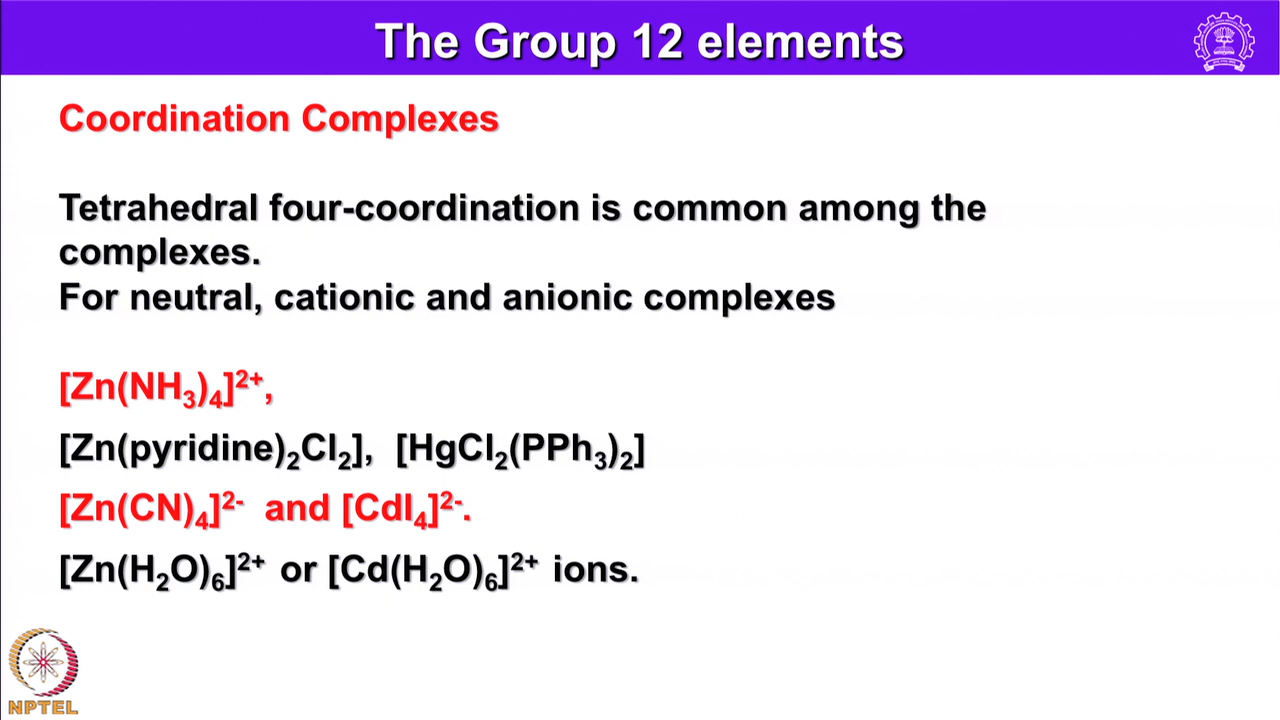 The Group 12 elements
Coordination Complexes
Tetrahedral four-coordination is common among the
complexes.
For neutral, cationic and anionic complexes
[Zn(NH₃)₄]²⁺,
[Zn(pyridine)₂Cl₂], [HgCl₂(PPh₃)₂]
[Zn(CN)₄]²⁻ and [CdI₄]²⁻.
[Zn(H₂O)₆]²⁺ or [Cd(H₂O)₆]²⁺ ions.
NPTEL